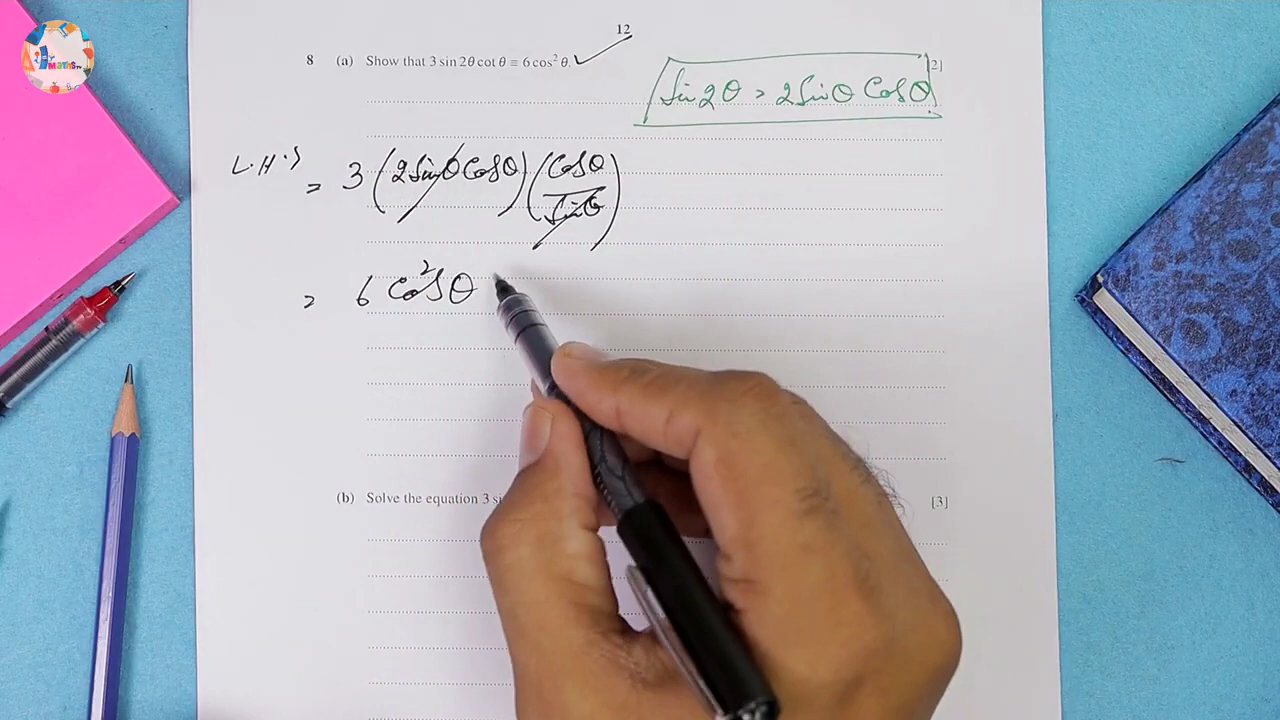 12
8 (a) Show that 3 sin 2θ cot θ ≡ 6 cos² θ. [2]
Sin 2θ = 2 Sin θ Cos θ
L.H.S
= 3 (2 Sin θ Cos θ) (Cos θ / Sin θ)
= 6 Cos² θ
(b) Solve the equation 3 si [3]